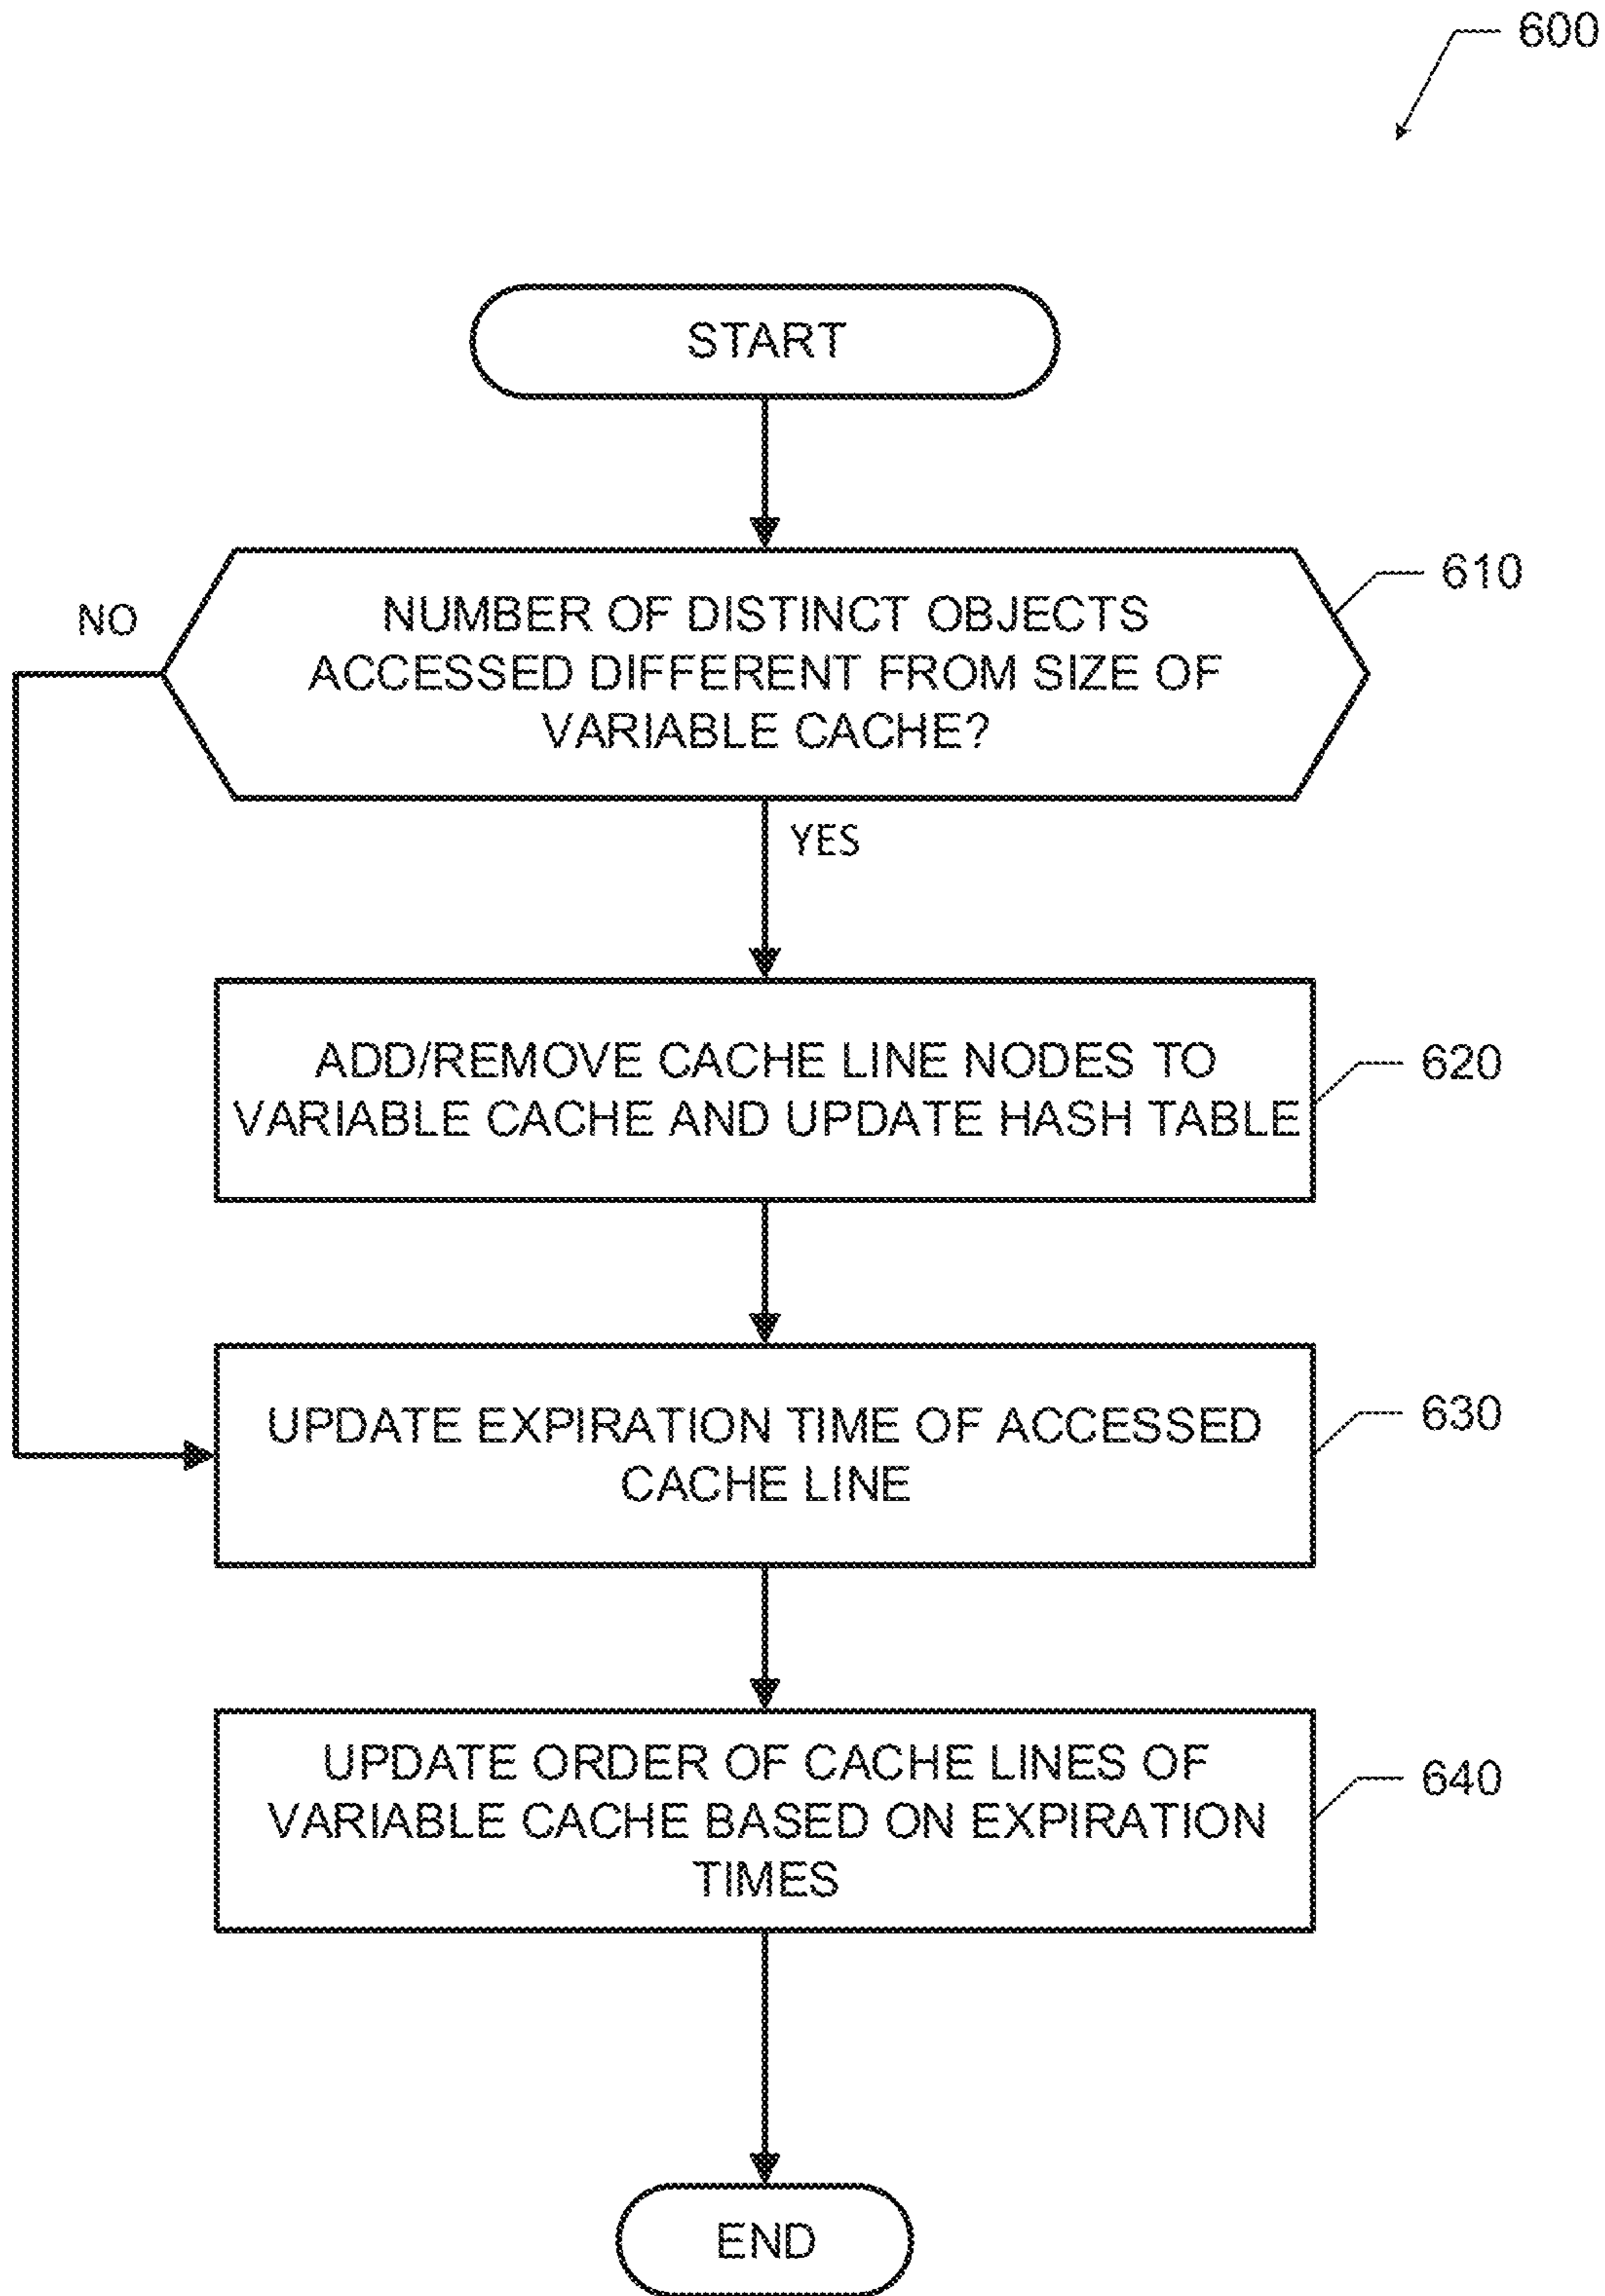 600
START
610
NO
NUMBER OF DISTINCT OBJECTS
ACCESSED DIFFERENT FROM SIZE OF
VARIABLE CACHE?
YES
ADD/REMOVE CACHE LINE NODES TO
VARIABLE CACHE AND UPDATE HASH TABLE
620
UPDATE EXPIRATION TIME OF ACCESSED
CACHE LINE
630
UPDATE ORDER OF CACHE LINES OF
VARIABLE CACHE BASED ON EXPIRATION
TIMES
640
END